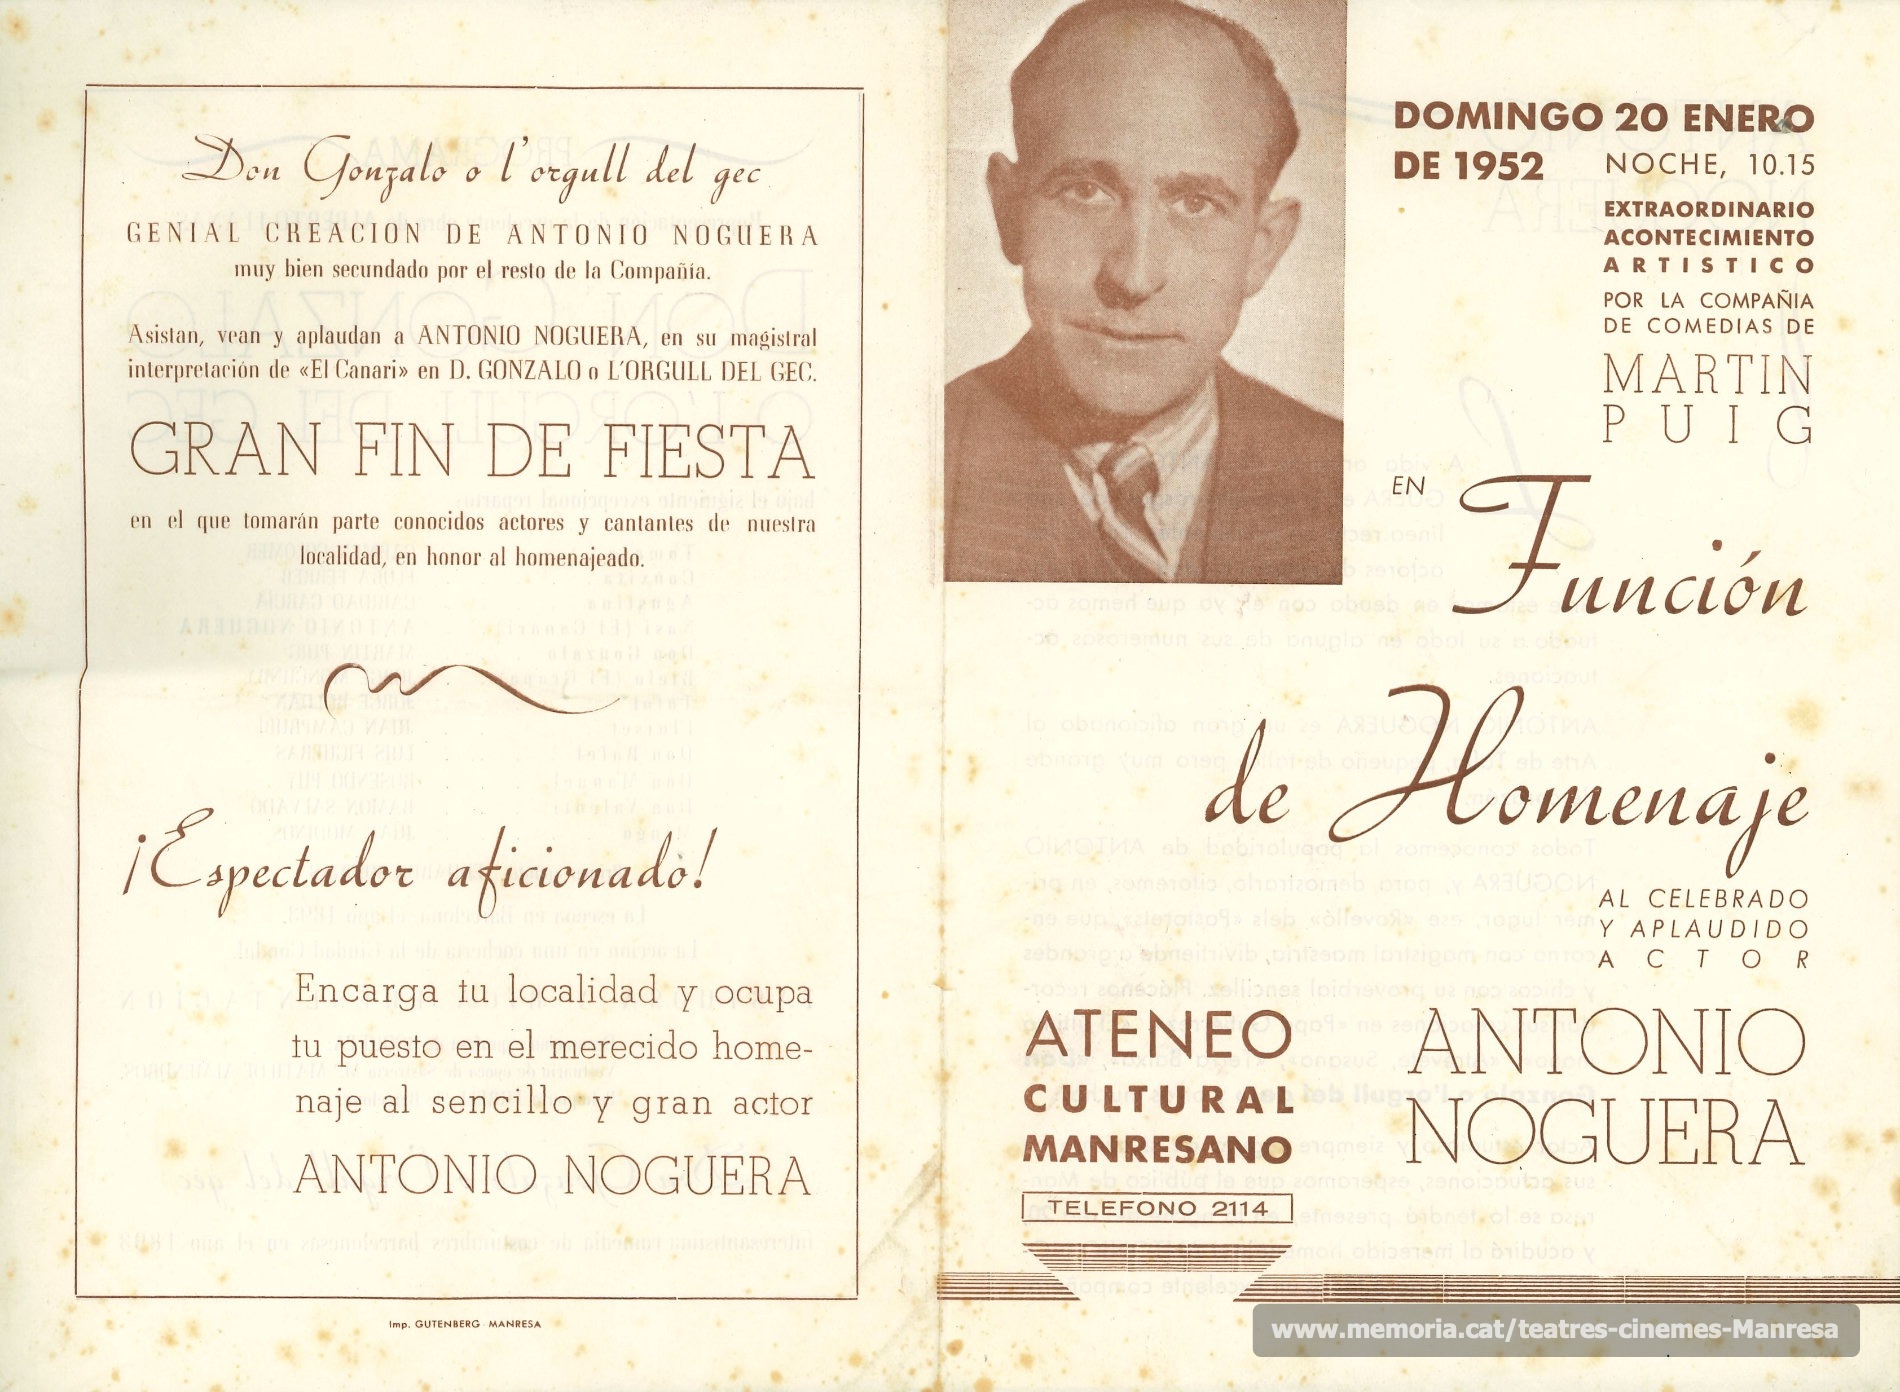 Don Gonzalo o l'orgull del gec
GENIAL CREACION DE ANTONIO NOGUERA
muy bien secundado por el resto de la Compañía.
Asistan, vean y aplaudan a ANTONIO NOGUERA, en su magistral
interpretación de «El Canari» en D. GONZALO o L'ORGULL DEL GEC.
GRAN FIN DE FIESTA
en el que tomarán parte conocidos actores y cantantes de nuestra
localidad, en honor al homenajeado.
¡Espectador aficionado!
Encarga tu localidad y ocupa
tu puesto en el merecido home-
naje al sencillo y gran actor
ANTONIO NOGUERA
Imp. GUTENBERG - MANRESA
DOMINGO 20 ENERO
DE 1952 NOCHE, 10.15
EXTRAORDINARIO
ACONTECIMIENTO
ARTISTICO
POR LA COMPAÑIA
DE COMEDIAS DE
MARTIN
PUIG
EN Función
de Homenaje
AL CELEBRADO
Y APLAUDIDO
ACTOR
ANTONIO
NOGUERA
ATENEO
CULTURAL
MANRESANO
TELEFONO 2114
www.memoria.cat/teatres-cinemes-Manresa